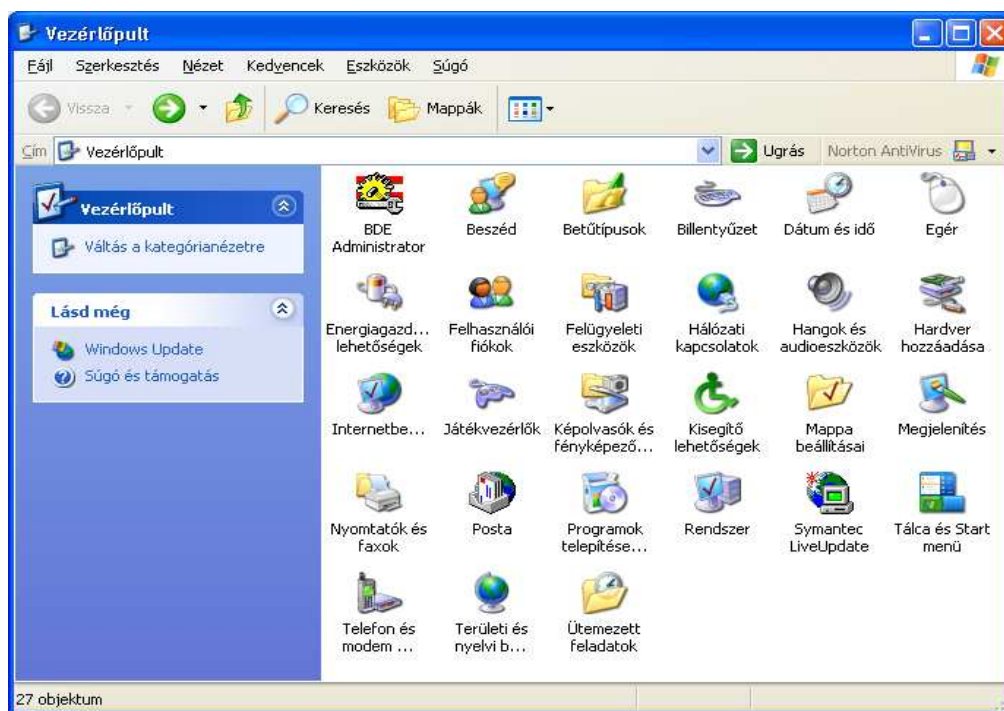 Vezérlőpult
Fájl Szerkesztés Nézet Kedvencek Eszközök Súgó
Vissza Keresés Mappák
Cím Vezérlőpult Ugrás Norton AntiVirus
Vezérlőpult
Váltás a kategórianézetre
Lásd még
Windows Update
Súgó és támogatás
BDE
Administrator
Beszéd
Betűtípusok
Billentyűzet
Dátum és idő
Egér
Energiagazd...
lehetőségek
Felhasználói
fiókok
Felügyeleti
eszközök
Hálózati
kapcsolatok
Hangok és
audioeszközök
Hardver
hozzáadása
Internetbe...
Játékvezérlők
Képolvasók és
fényképező...
Kisegítő
lehetőségek
Mappa
beállításai
Megjelenítés
Nyomtatók és
faxok
Posta
Programok
telepítése...
Rendszer
Symantec
LiveUpdate
Tálca és Start
menü
Telefon és
modem ...
Területi és
nyelvi b...
Ütemezett
feladatok
27 objektum